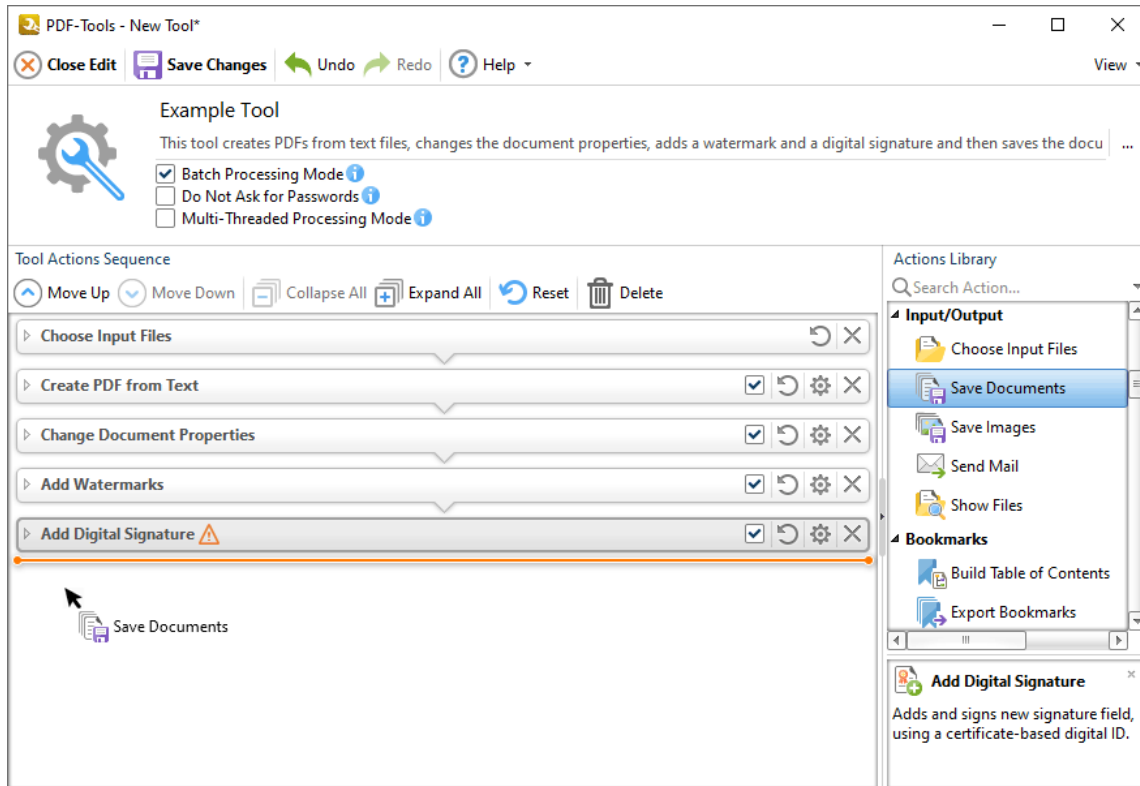 PDF-Tools - New Tool*
Close Edit Save Changes Undo Redo ? Help View
Example Tool
This tool creates PDFs from text files, changes the document properties, adds a watermark and a digital signature and then saves the docu ...
Batch Processing Mode i
Do Not Ask for Passwords i
Multi-Threaded Processing Mode i
Tool Actions Sequence
Move Up Move Down Collapse All Expand All Reset Delete
Choose Input Files
Create PDF from Text
Change Document Properties
Add Watermarks
Add Digital Signature
Save Documents
Actions Library
Search Action...
Input/Output
Choose Input Files
Save Documents
Save Images
Send Mail
Show Files
Bookmarks
Build Table of Contents
Export Bookmarks
Add Digital Signature
Adds and signs new signature field,
using a certificate-based digital ID.